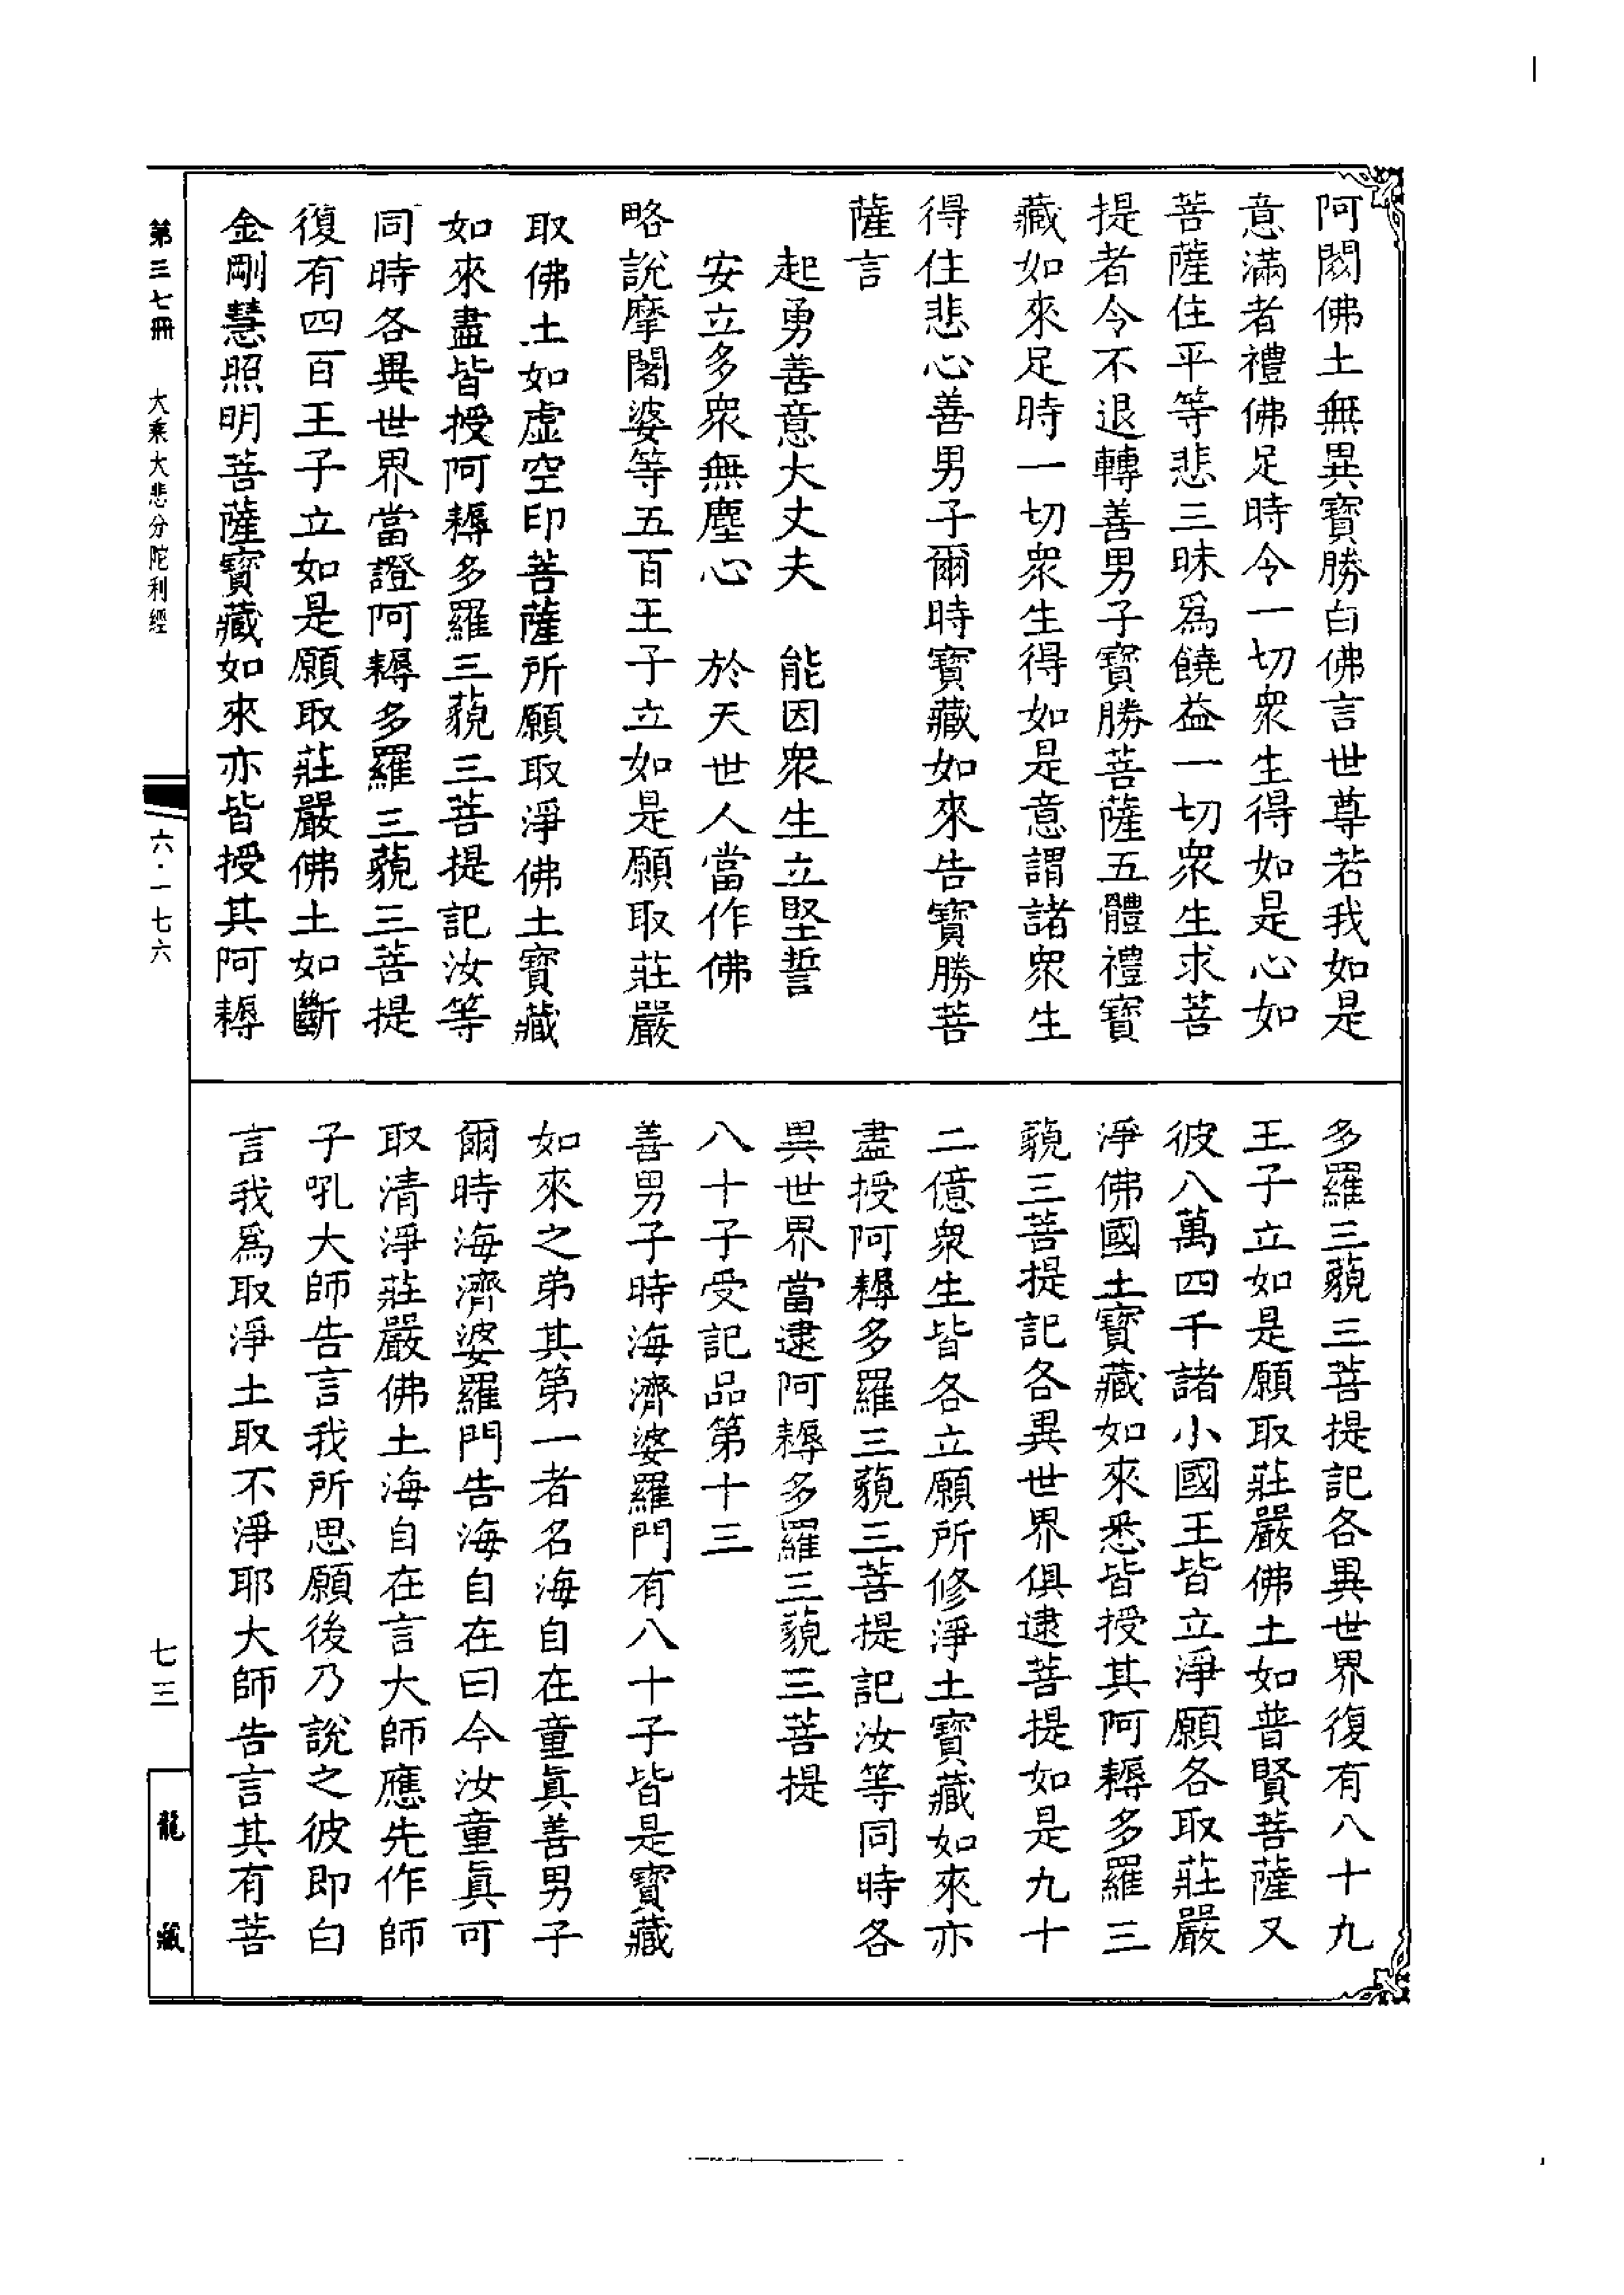 阿閦佛土無異寶勝白佛言世尊若我如是
意滿者禮佛足時令一切衆生得如是心如
菩薩住平等悲三昧爲饒益一切衆生求菩
提者令不退轉善男子寶勝菩薩五體禮寶
藏如來足時一切衆生得如是意謂諸衆生
得住悲心善男子爾時寶藏如來告寶勝菩
薩言
起勇善意大丈夫　能因衆生立堅誓
安立多衆無塵心　於天世人當作佛
略說摩闍婆等五百王子立如是願取莊嚴
取佛土如虛空印菩薩所願取淨佛土寶藏
如來盡皆授阿耨多羅三藐三菩提記汝等
同時各異世界當證阿耨多羅三藐三菩提
復有四百王子立如是願取莊嚴佛土如斷
金剛慧照明菩薩寶藏如來亦皆授其阿耨
多羅三藐三菩提記各異世界復有八十九
王子立如是願取莊嚴佛土如普賢菩薩又
彼八萬四千諸小國王皆立淨願各取莊嚴
淨佛國土寶藏如來悉皆授其阿耨多羅三
藐三菩提記各異世界俱逮菩提如是九十
二億衆生皆各立願所修淨土寶藏如來亦
盡授阿耨多羅三藐三菩提記汝等同時各
異世界當逮阿耨多羅三藐三菩提
八十子受記品第十三
善男子時海濟婆羅門有八十子皆是寶藏
如來之弟其第一者名海自在童眞善男子
爾時海濟婆羅門告海自在曰今汝童眞可
取清淨莊嚴佛土海自在言大師應先作師
子吼大師告言我所思願後乃說之彼即白
言我爲取淨土取不淨耶大師告言其有菩
第三七冊　大乘大悲分陀利經
六·一七六
七三
龍藏